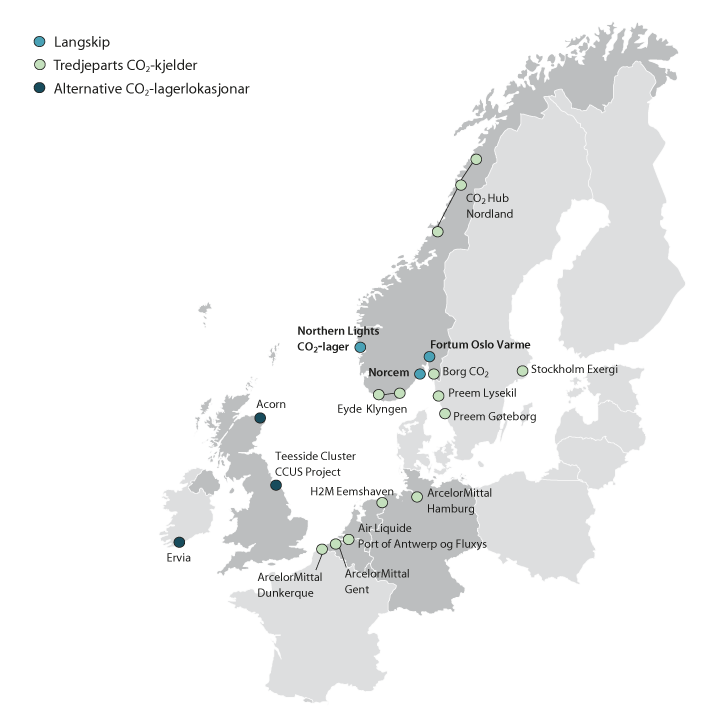 Langskip
Tredjeparts CO₂-kjelder
Alternative CO₂-lagerlokasjonar
CO₂ Hub
Nordland
Northern Lights
CO₂-lager
Fortum Oslo Varme
Norcem
Borg CO₂
Stockholm Exergi
Eyde Klyngen
Preem Lysekil
Preem Gøteborg
Acorn
Teesside Cluster
CCUS Project
H2M Eemshaven
ArcelorMittal
Hamburg
Air Liquide
Port of Antwerp og Fluxys
Ervia
ArcelorMittal
Dunkerque
ArcelorMittal
Gent